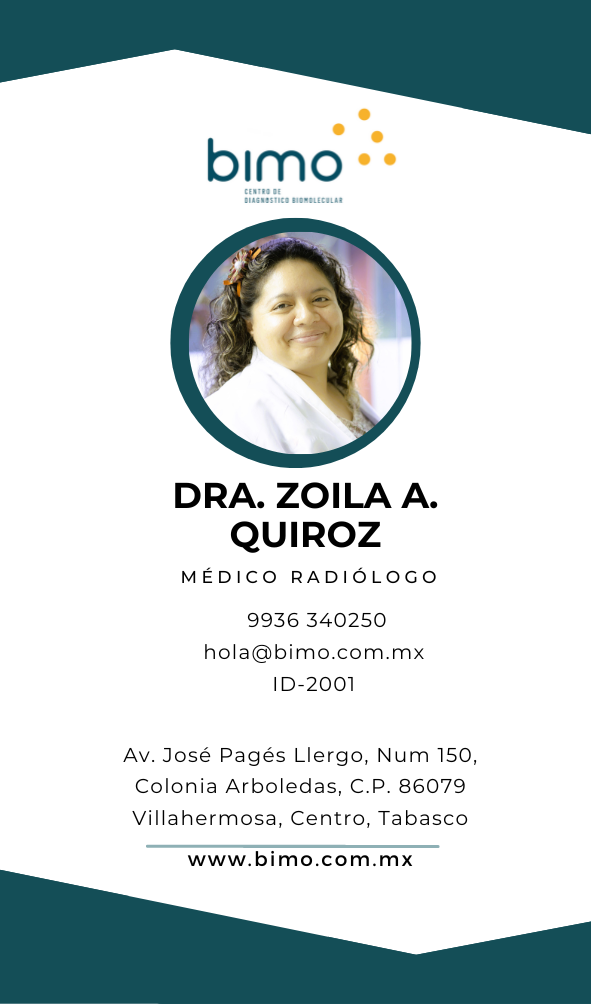 bimo
CENTRO DE
DIAGNOSTICO BIOMOLECULAR
DRA. ZOILA A.
QUIROZ
MÉDICO RADIÓLOGO
9936 340250
hola@bimo.com.mx
ID-2001
Av. José Pagés Llergo, Num 150,
Colonia Arboledas, C.P. 86079
Villahermosa, Centro, Tabasco
www.bimo.com.mx